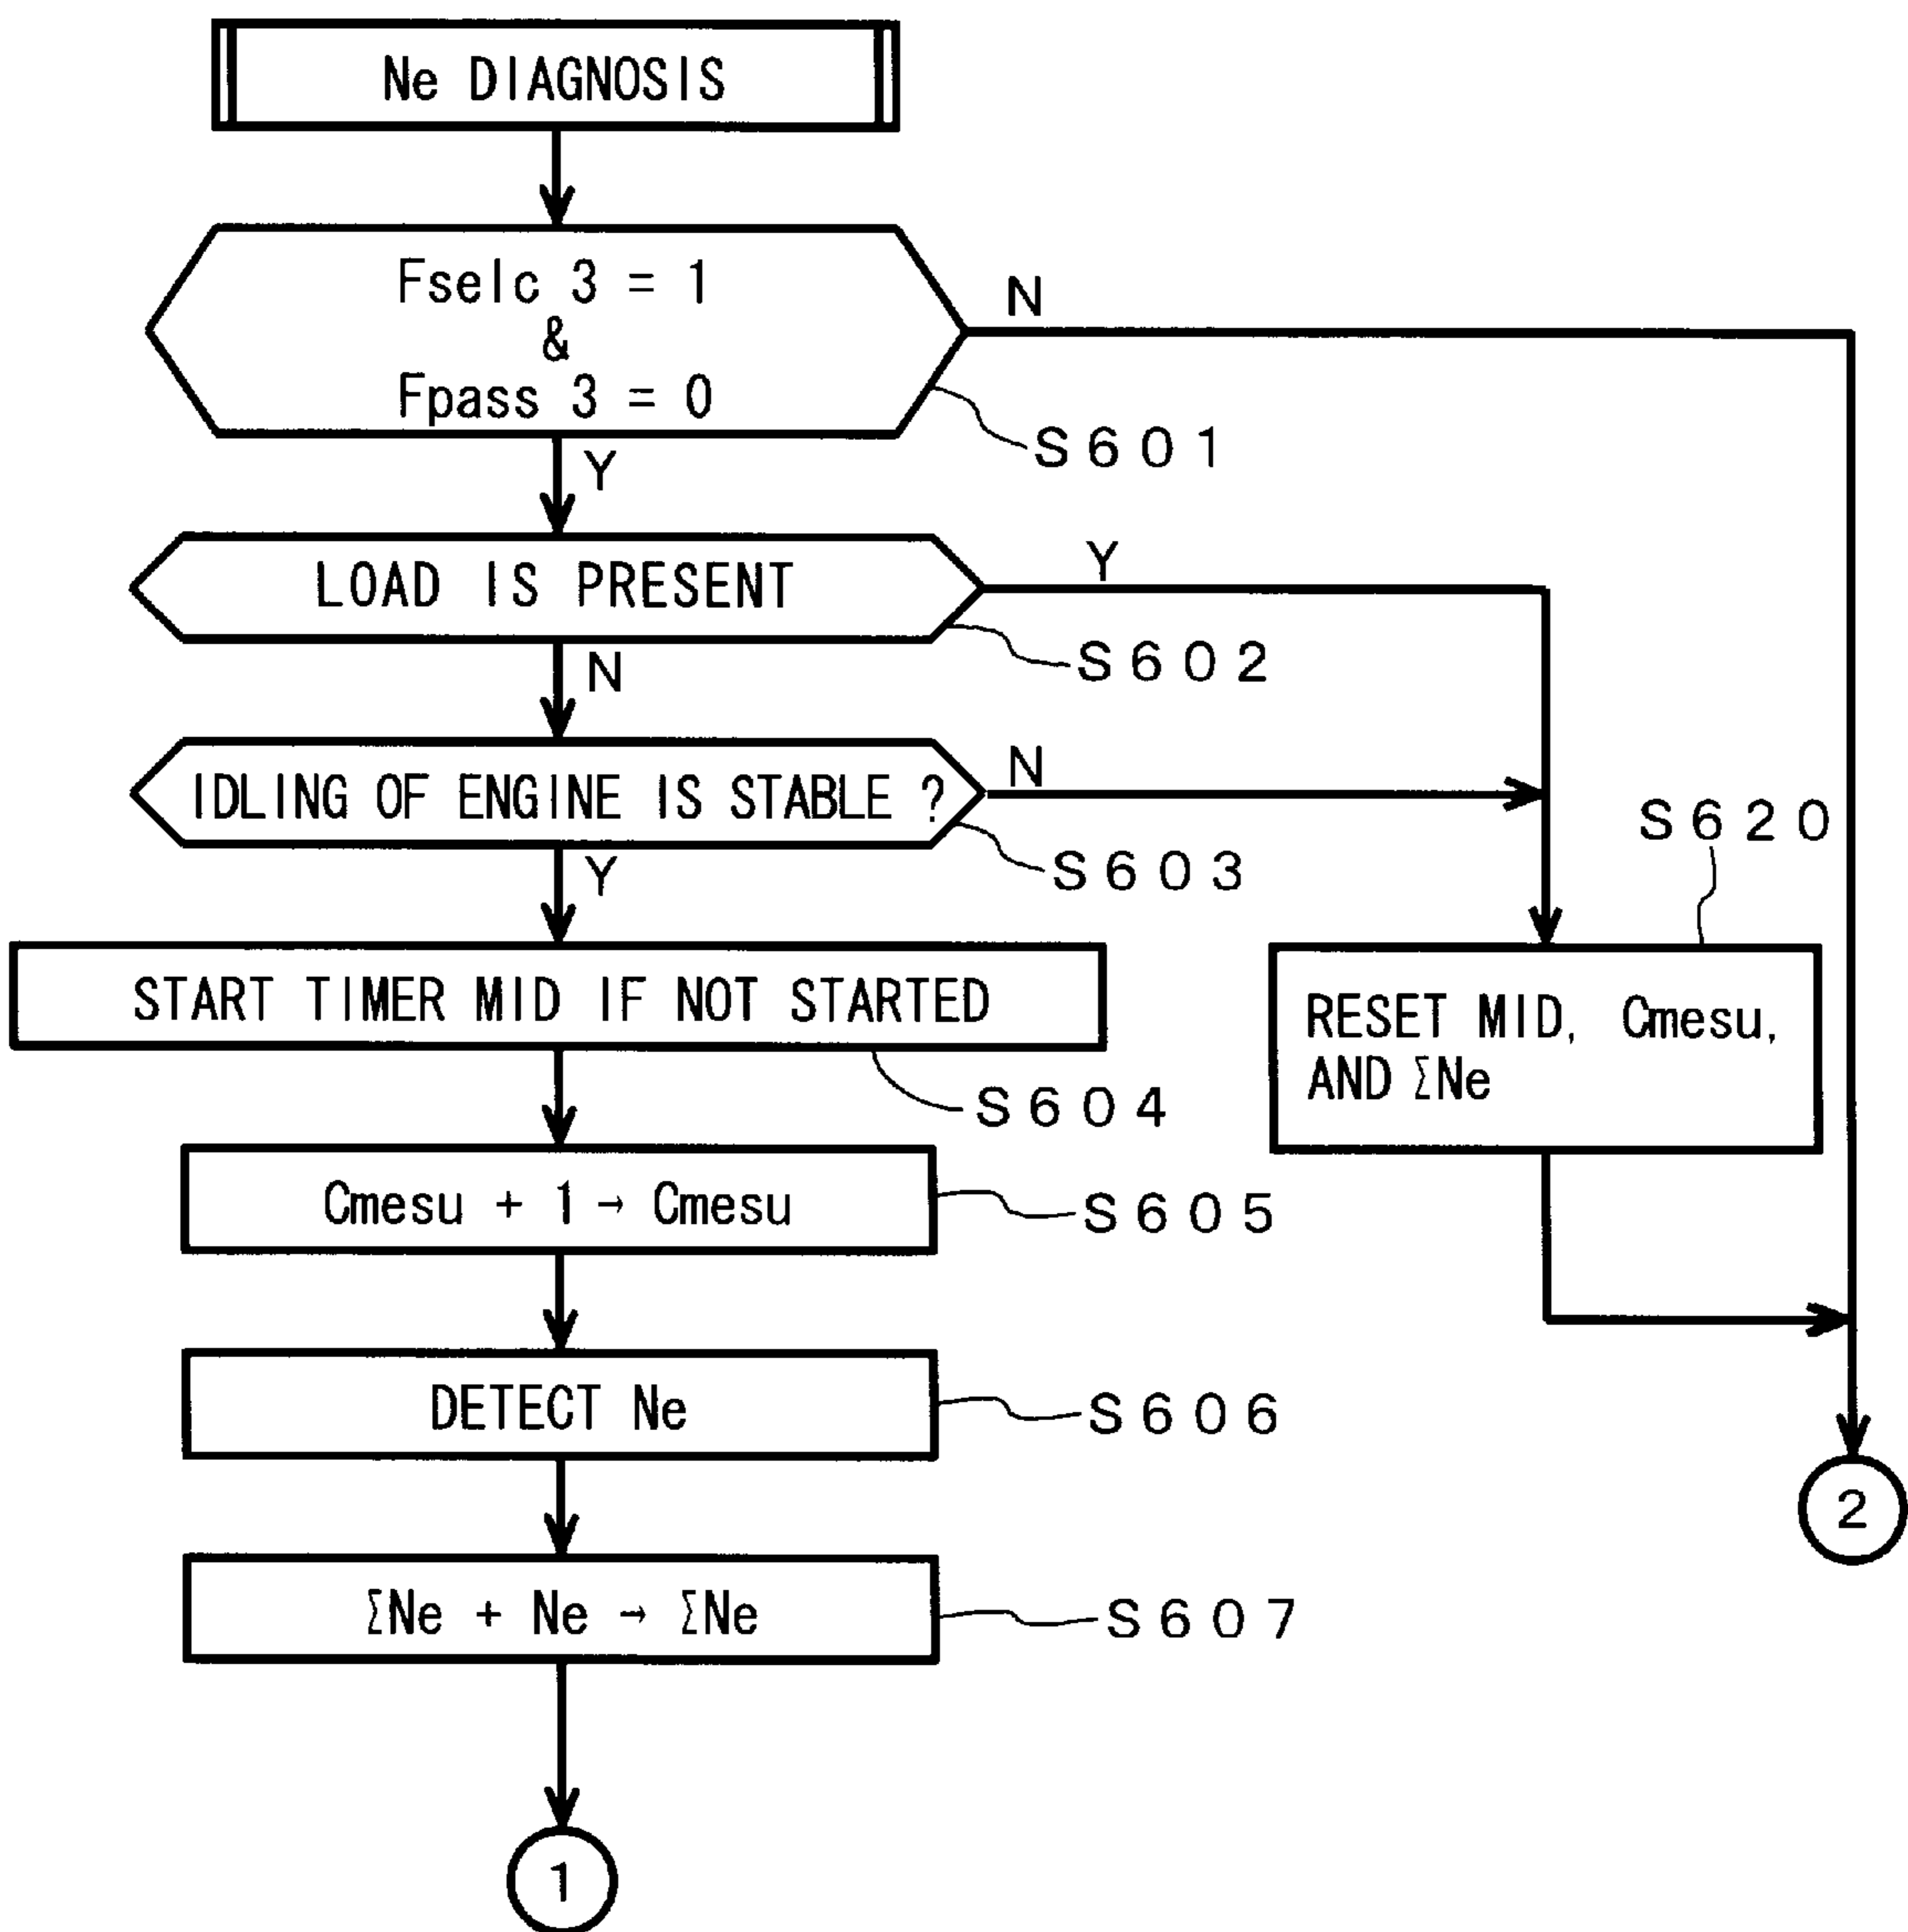 Ne DIAGNOSIS
Fselc 3 = 1
&
Fpass 3 = 0
N
S601
Y
LOAD IS PRESENT
Y
S602
N
IDLING OF ENGINE IS STABLE ?
N
S603
Y
S620
START TIMER MID IF NOT STARTED
S604
RESET MID, Cmesu,
AND ΣNe
Cmesu + 1 → Cmesu
S605
DETECT Ne
S606
2
ΣNe + Ne → ΣNe
S607
1